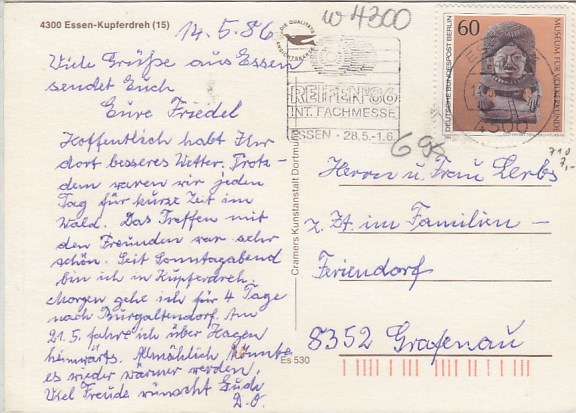 4300 Essen-Kupferdreh (15)
14.5.86
Viele Grüße aus Essen
sendet Euch
Eure Friedel
Hoffentlich habt Ihr
dort besseres Wetter. Trotz-
dem waren wir jeden
Tag für kurze Zeit im
Wald. Das Treffen mit
den Freunden war sehr
schön. Seit Sonntagabend
bin ich in Kupferdreh.
Morgen gehe ich für 4 Tage
nach Burgaltendorf. Am
21.5. fahre ich über Hagen
heimwärts. Allmählich könnte
es wieder wärmer werden.
Viel Freude wünscht Euch
D.O.
Cramers Kunstanstalt Dortmund
Es 530
w 4300
REIFEN'86
INT. FACHMESSE
ESSEN · 28.5.-1.6.
60
DEUTSCHE BUNDESPOST BERLIN
MUSEUM FÜR VÖLKERKUNDE
4300
710
7,-
Herrn u. Frau Lerbs
z. Zt. im Familien-
Feriendorf
8352 Grafenau